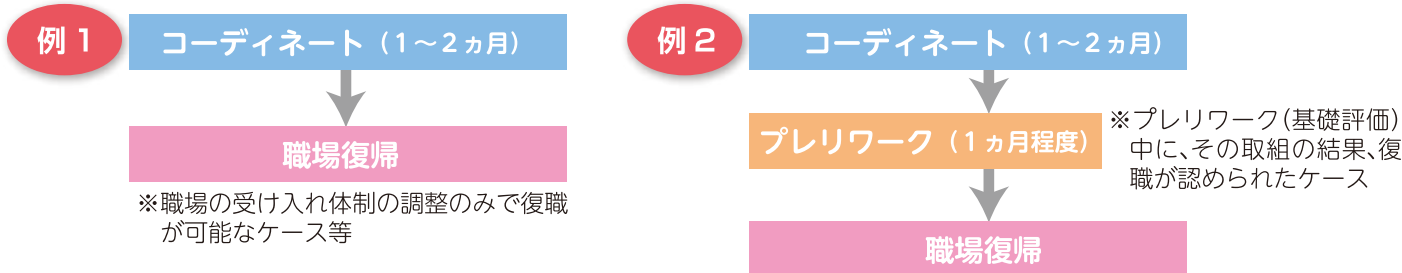 例1
コーディネート（１～２ヵ月）
職場復帰
※職場の受け入れ体制の調整のみで復職
が可能なケース等
例2
コーディネート（１～２ヵ月）
プレリワーク（１ヵ月程度）
※プレリワーク（基礎評価）
中に、その取組の結果、復
職が認められたケース
職場復帰